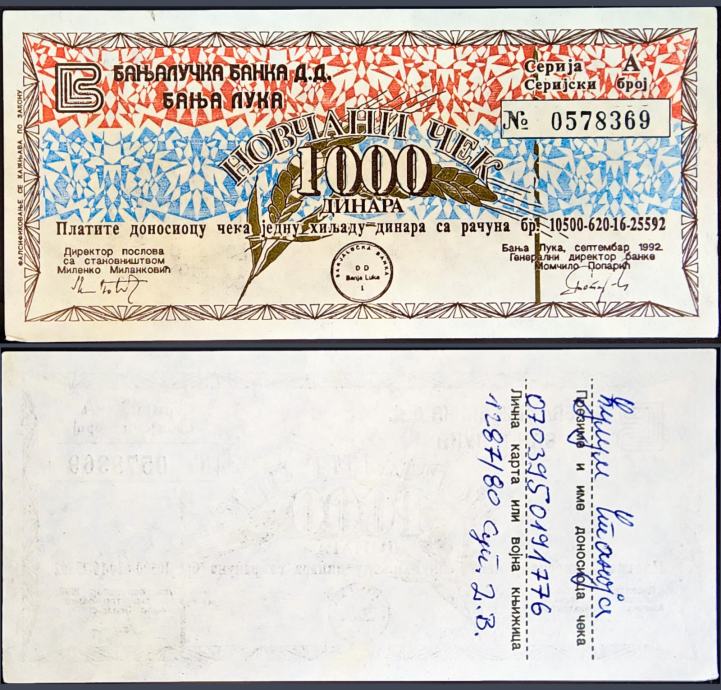 БАЊАЛУЧКА БАНКА Д.Д.
БАЊА ЛУКА
Серија А
Серијски број
№ 0578369
ФАЛСИФИКОВАЊЕ СЕ КАЖЊАВА ПО ЗАКОНУ
НОВЧАНИ ЧЕК
1000
ДИНАРА
Платите доносиоцу чека једну хиљаду динара са рачуна бр. 10500-620-16-25592
Директор послова
са становништвом
Миленко Миланковић
БАЊАЛУЧКА БАНКА
D D
Banja Luka
1
Бања Лука, септембар 1992.
Генерални директор банке
Момчило Попарић
Презиме и име доносиоца чека
0703950191776
Лична карта или војна књижица
1287/80 Суп. Д.В.